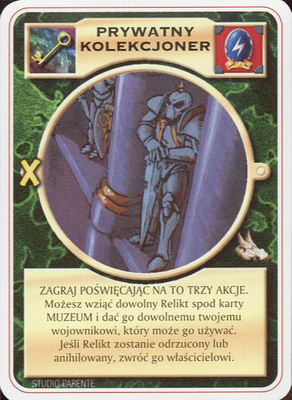 PRYWATNY
KOLEKCJONER
X
ZAGRAJ POŚWIĘCAJĄC NA TO TRZY AKCJE.
Możesz wziąć dowolny Relikt spod karty
MUZEUM i dać go dowolnemu twojemu
wojownikowi, który może go używać.
Jeśli Relikt zostanie odrzucony lub
anihilowany, zwróć go właścicielowi.
STUDIO PARENTE